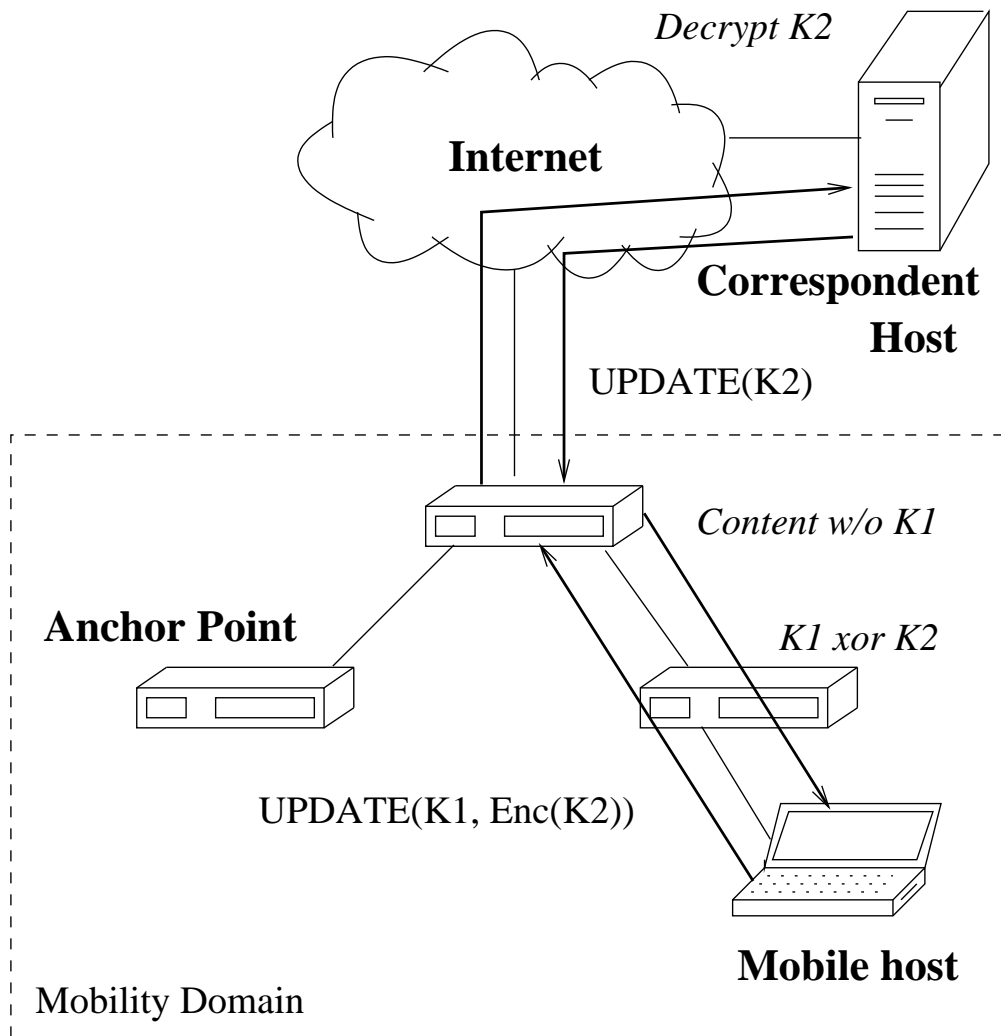 Decrypt K2
Internet
Correspondent
Host
UPDATE(K2)
Content w/o K1
Anchor Point
K1 xor K2
UPDATE(K1, Enc(K2))
Mobile host
Mobility Domain